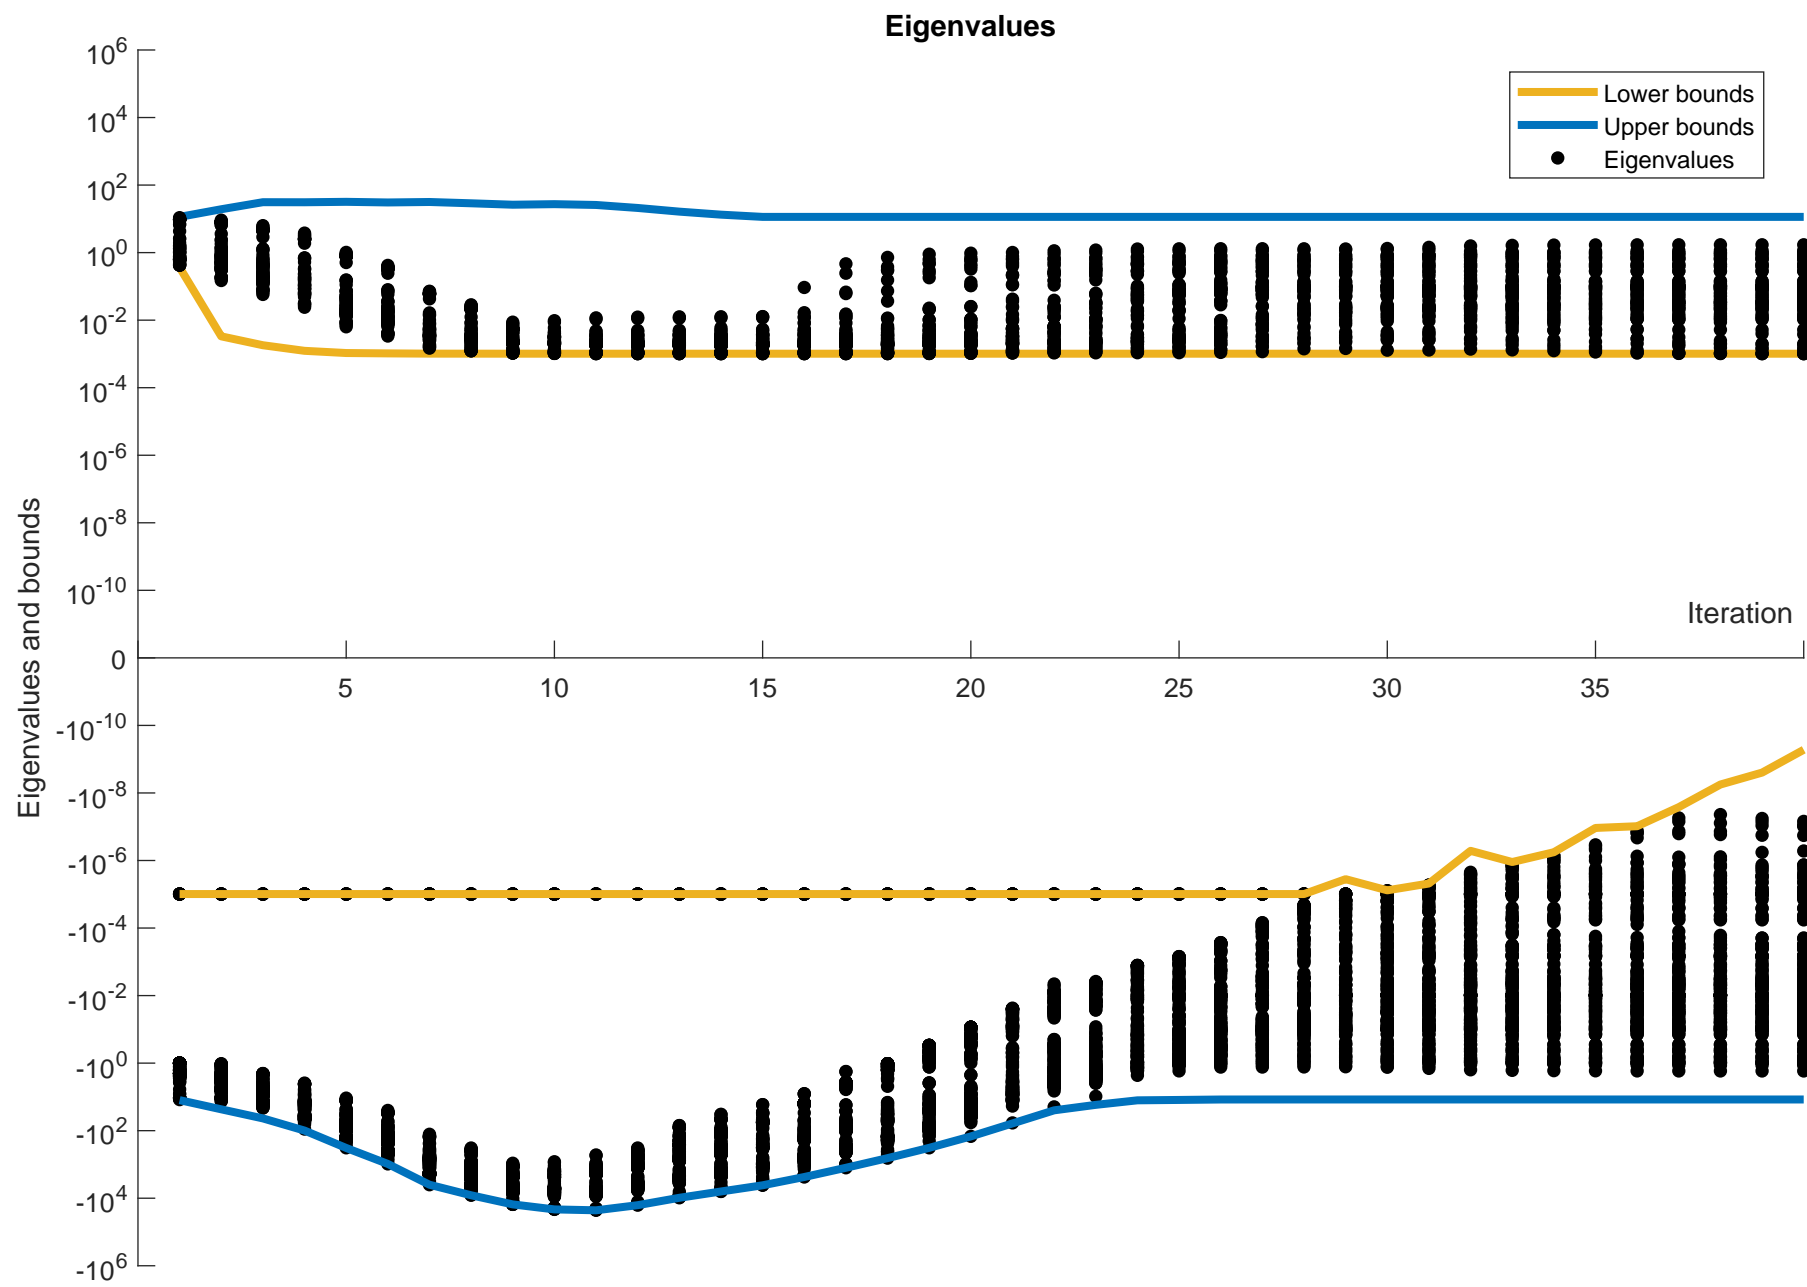 Eigenvalues
10^6
10^4
10^2
10^0
10^-2
10^-4
10^-6
10^-8
10^-10
0
-10^-10
-10^-8
-10^-6
-10^-4
-10^-2
-10^0
-10^2
-10^4
-10^6
Eigenvalues and bounds
Lower bounds
Upper bounds
Eigenvalues
Iteration
5 10 15 20 25 30 35